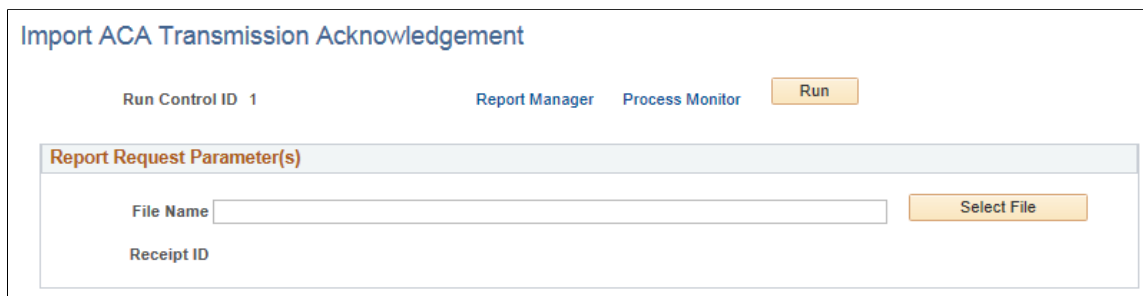 Import ACA Transmission Acknowledgement
Run Control ID 1 Report Manager Process Monitor Run
Report Request Parameter(s)
File Name Select File
Receipt ID